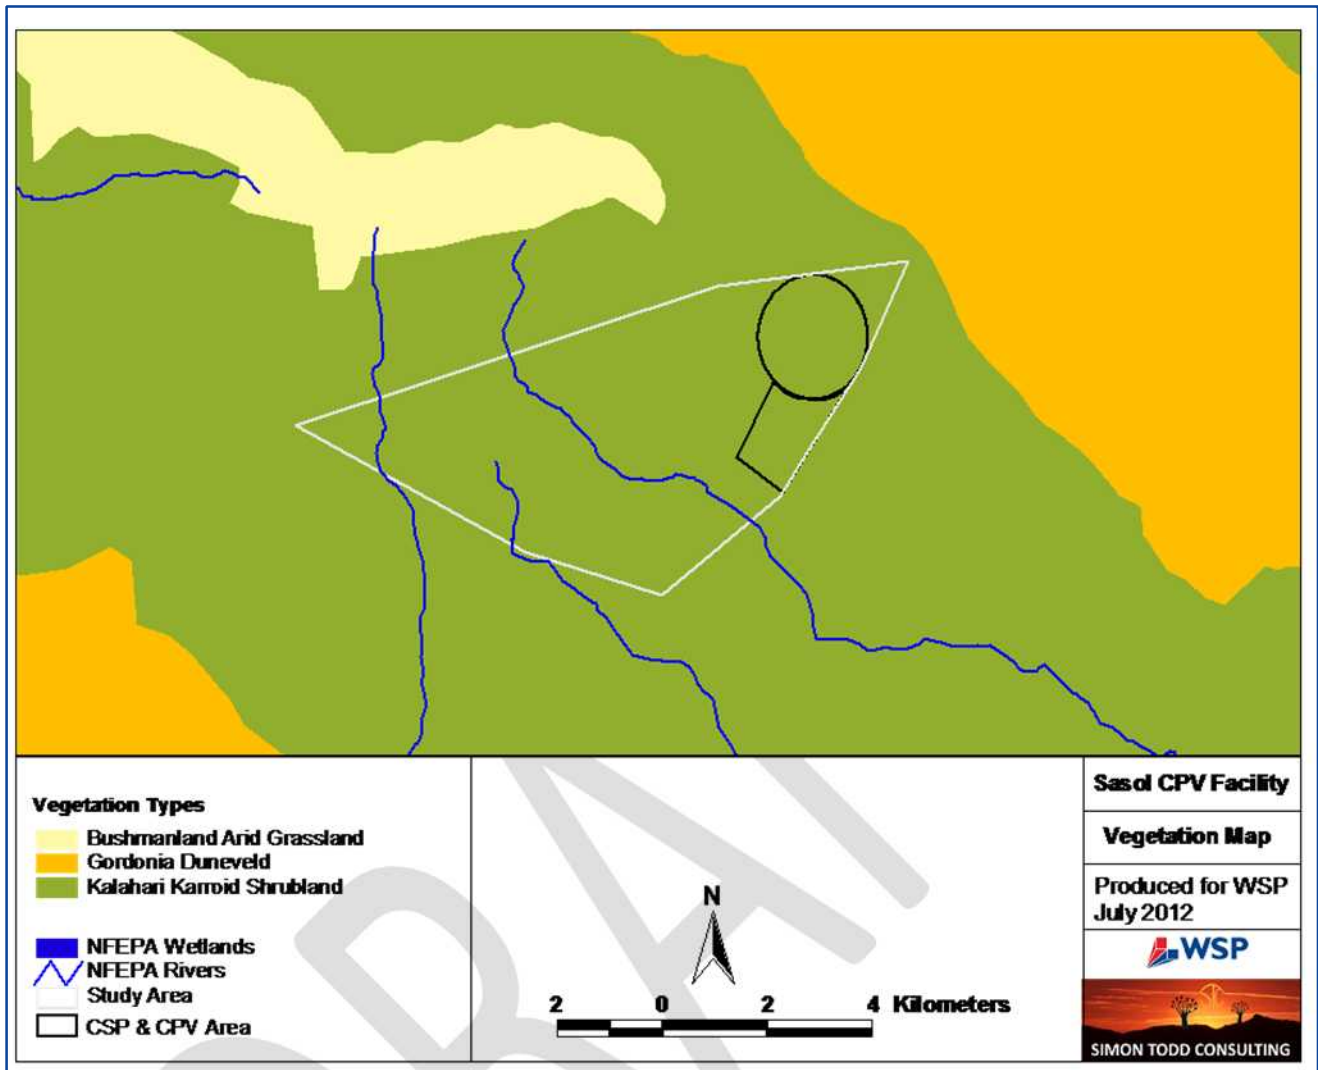 Vegetation Types
Bushmanland Arid Grassland
Gordonia Duneveld
Kalahari Karroid Shrubland
NFEPA Wetlands
NFEPA Rivers
Study Area
CSP & CPV Area
N
2 0 2 4 Kilometers
Sasol CPV Facility
Vegetation Map
Produced for WSP
July 2012
WSP
SIMON TODD CONSULTING